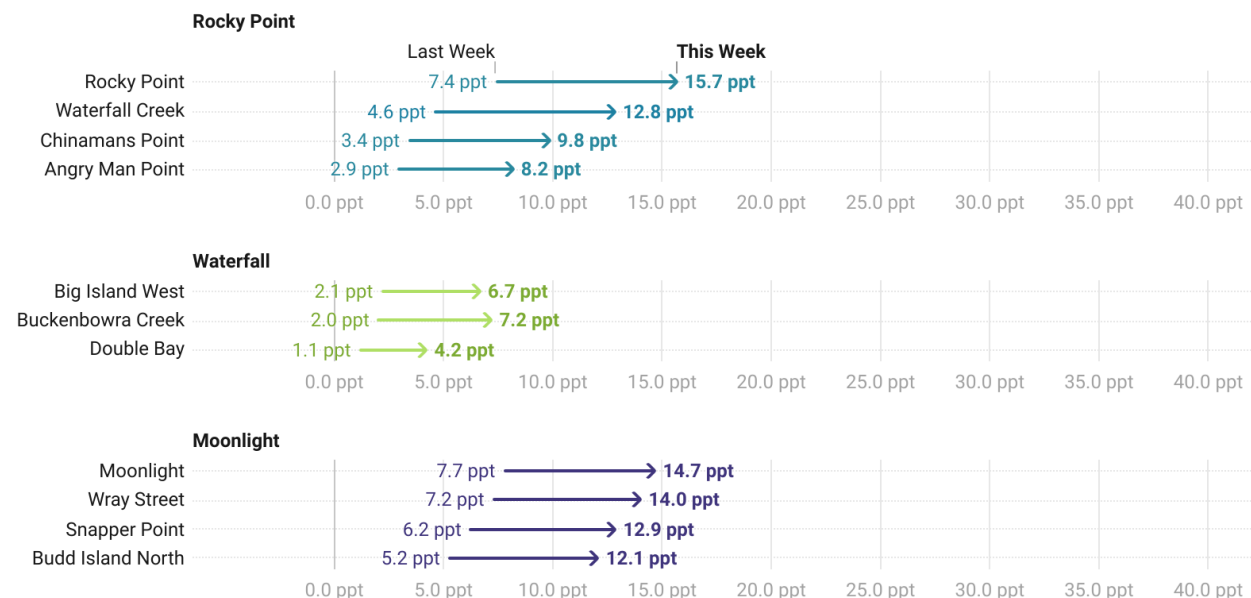 Rocky Point
Last Week This Week
Rocky Point 7.4 ppt 15.7 ppt
Waterfall Creek 4.6 ppt 12.8 ppt
Chinamans Point 3.4 ppt 9.8 ppt
Angry Man Point 2.9 ppt 8.2 ppt
0.0 ppt 5.0 ppt 10.0 ppt 15.0 ppt 20.0 ppt 25.0 ppt 30.0 ppt 35.0 ppt 40.0 ppt
Waterfall
Big Island West 2.1 ppt 6.7 ppt
Buckenbowra Creek 2.0 ppt 7.2 ppt
Double Bay 1.1 ppt 4.2 ppt
0.0 ppt 5.0 ppt 10.0 ppt 15.0 ppt 20.0 ppt 25.0 ppt 30.0 ppt 35.0 ppt 40.0 ppt
Moonlight
Moonlight 7.7 ppt 14.7 ppt
Wray Street 7.2 ppt 14.0 ppt
Snapper Point 6.2 ppt 12.9 ppt
Budd Island North 5.2 ppt 12.1 ppt
0.0 ppt 5.0 ppt 10.0 ppt 15.0 ppt 20.0 ppt 25.0 ppt 30.0 ppt 35.0 ppt 40.0 ppt